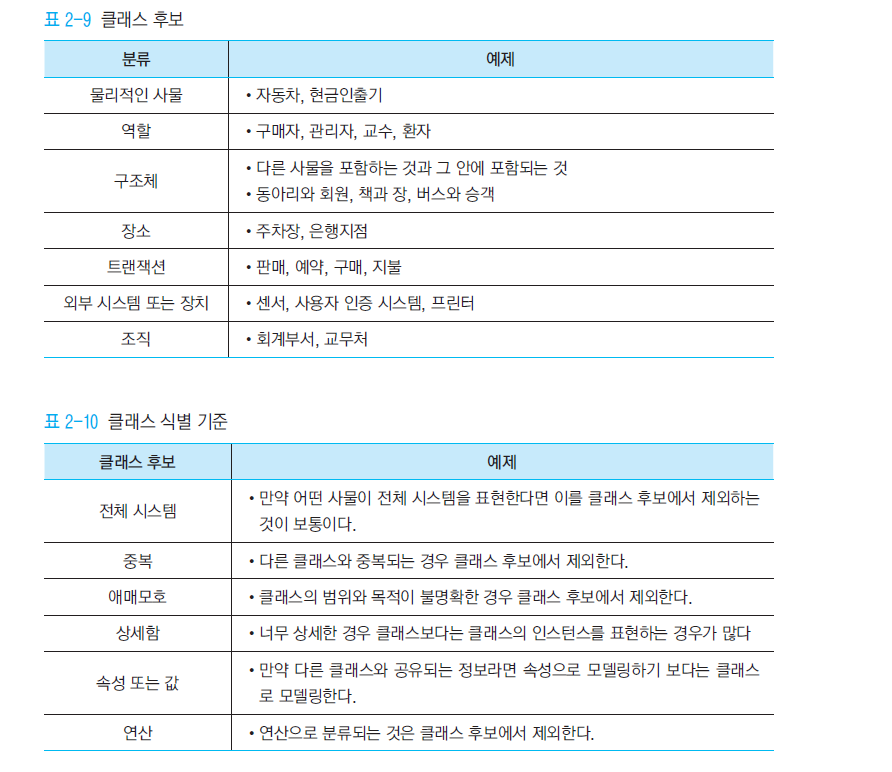 표 2-9 클래스 후보
분류 예제
물리적인 사물 • 자동차, 현금인출기
역할 • 구매자, 관리자, 교수, 환자
구조체 • 다른 사물을 포함하는 것과 그 안에 포함되는 것
• 동아리와 회원, 책과 장, 버스와 승객
장소 • 주차장, 은행지점
트랜잭션 • 판매, 예약, 구매, 지불
외부 시스템 또는 장치 • 센서, 사용자 인증 시스템, 프린터
조직 • 회계부서, 교무처
표 2-10 클래스 식별 기준
클래스 후보 예제
전체 시스템 • 만약 어떤 사물이 전체 시스템을 표현한다면 이를 클래스 후보에서 제외하는
것이 보통이다.
중복 • 다른 클래스와 중복되는 경우 클래스 후보에서 제외한다.
애매모호 • 클래스의 범위와 목적이 불명확한 경우 클래스 후보에서 제외한다.
상세함 • 너무 상세한 경우 클래스보다는 클래스의 인스턴스를 표현하는 경우가 많다
속성 또는 값 • 만약 다른 클래스와 공유되는 정보라면 속성으로 모델링하기 보다는 클래스
로 모델링한다.
연산 • 연산으로 분류되는 것은 클래스 후보에서 제외한다.